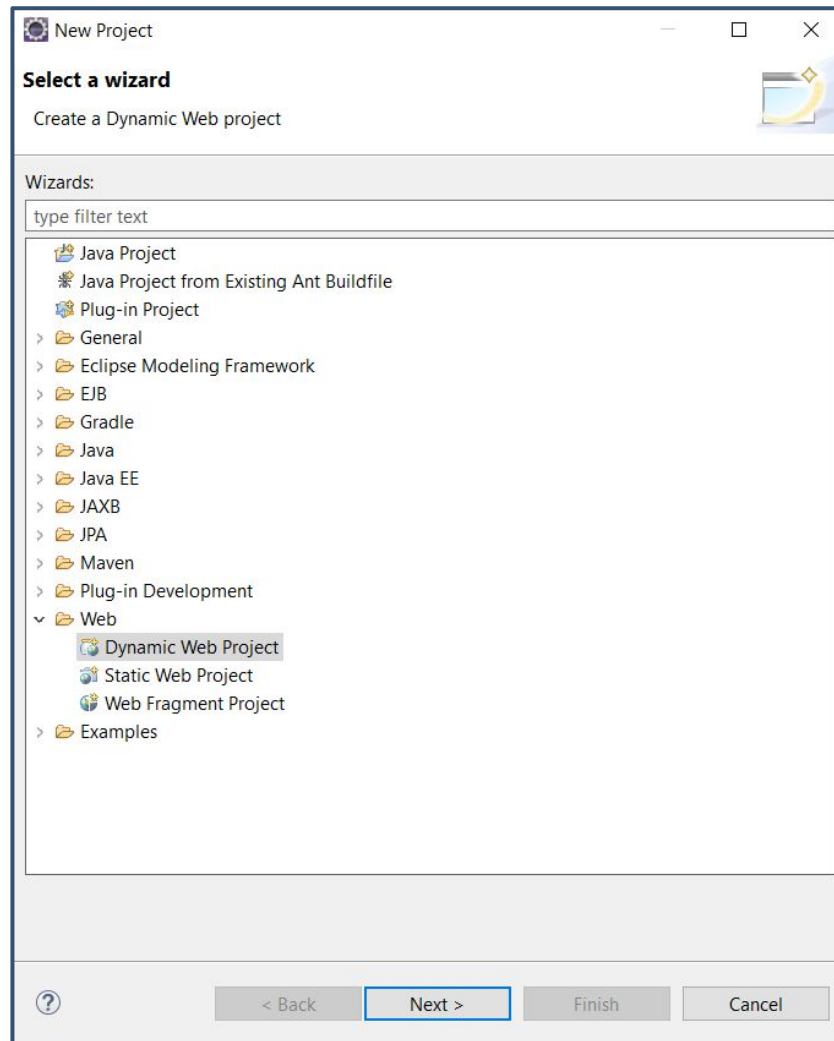 New Project
Select a wizard
Create a Dynamic Web project
Wizards:
type filter text
Java Project
Java Project from Existing Ant Buildfile
Plug-in Project
General
Eclipse Modeling Framework
EJB
Gradle
Java
Java EE
JAXB
JPA
Maven
Plug-in Development
Web
Dynamic Web Project
Static Web Project
Web Fragment Project
Examples
? < Back Next > Finish Cancel